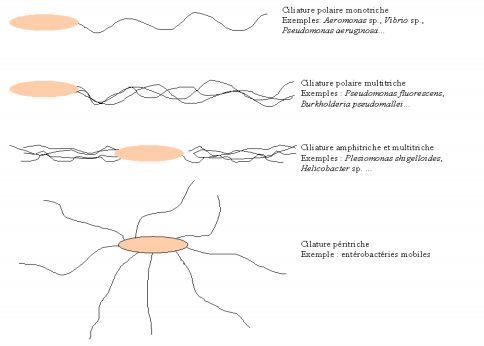 Ciliature polaire monotriche
Exemples: Aeromonas sp., Vibrio sp.,
Pseudomonas aeruginosa...
Ciliature polaire multitriche
Exemples : Pseudomonas fluorescens,
Burkholderia pseudomallei...
Ciliature amphitriche et multitriche
Exemples : Plesiomonas shigelloides,
Helicobacter sp. ...
Cilature péritriche
Exemple : entérobactéries mobiles